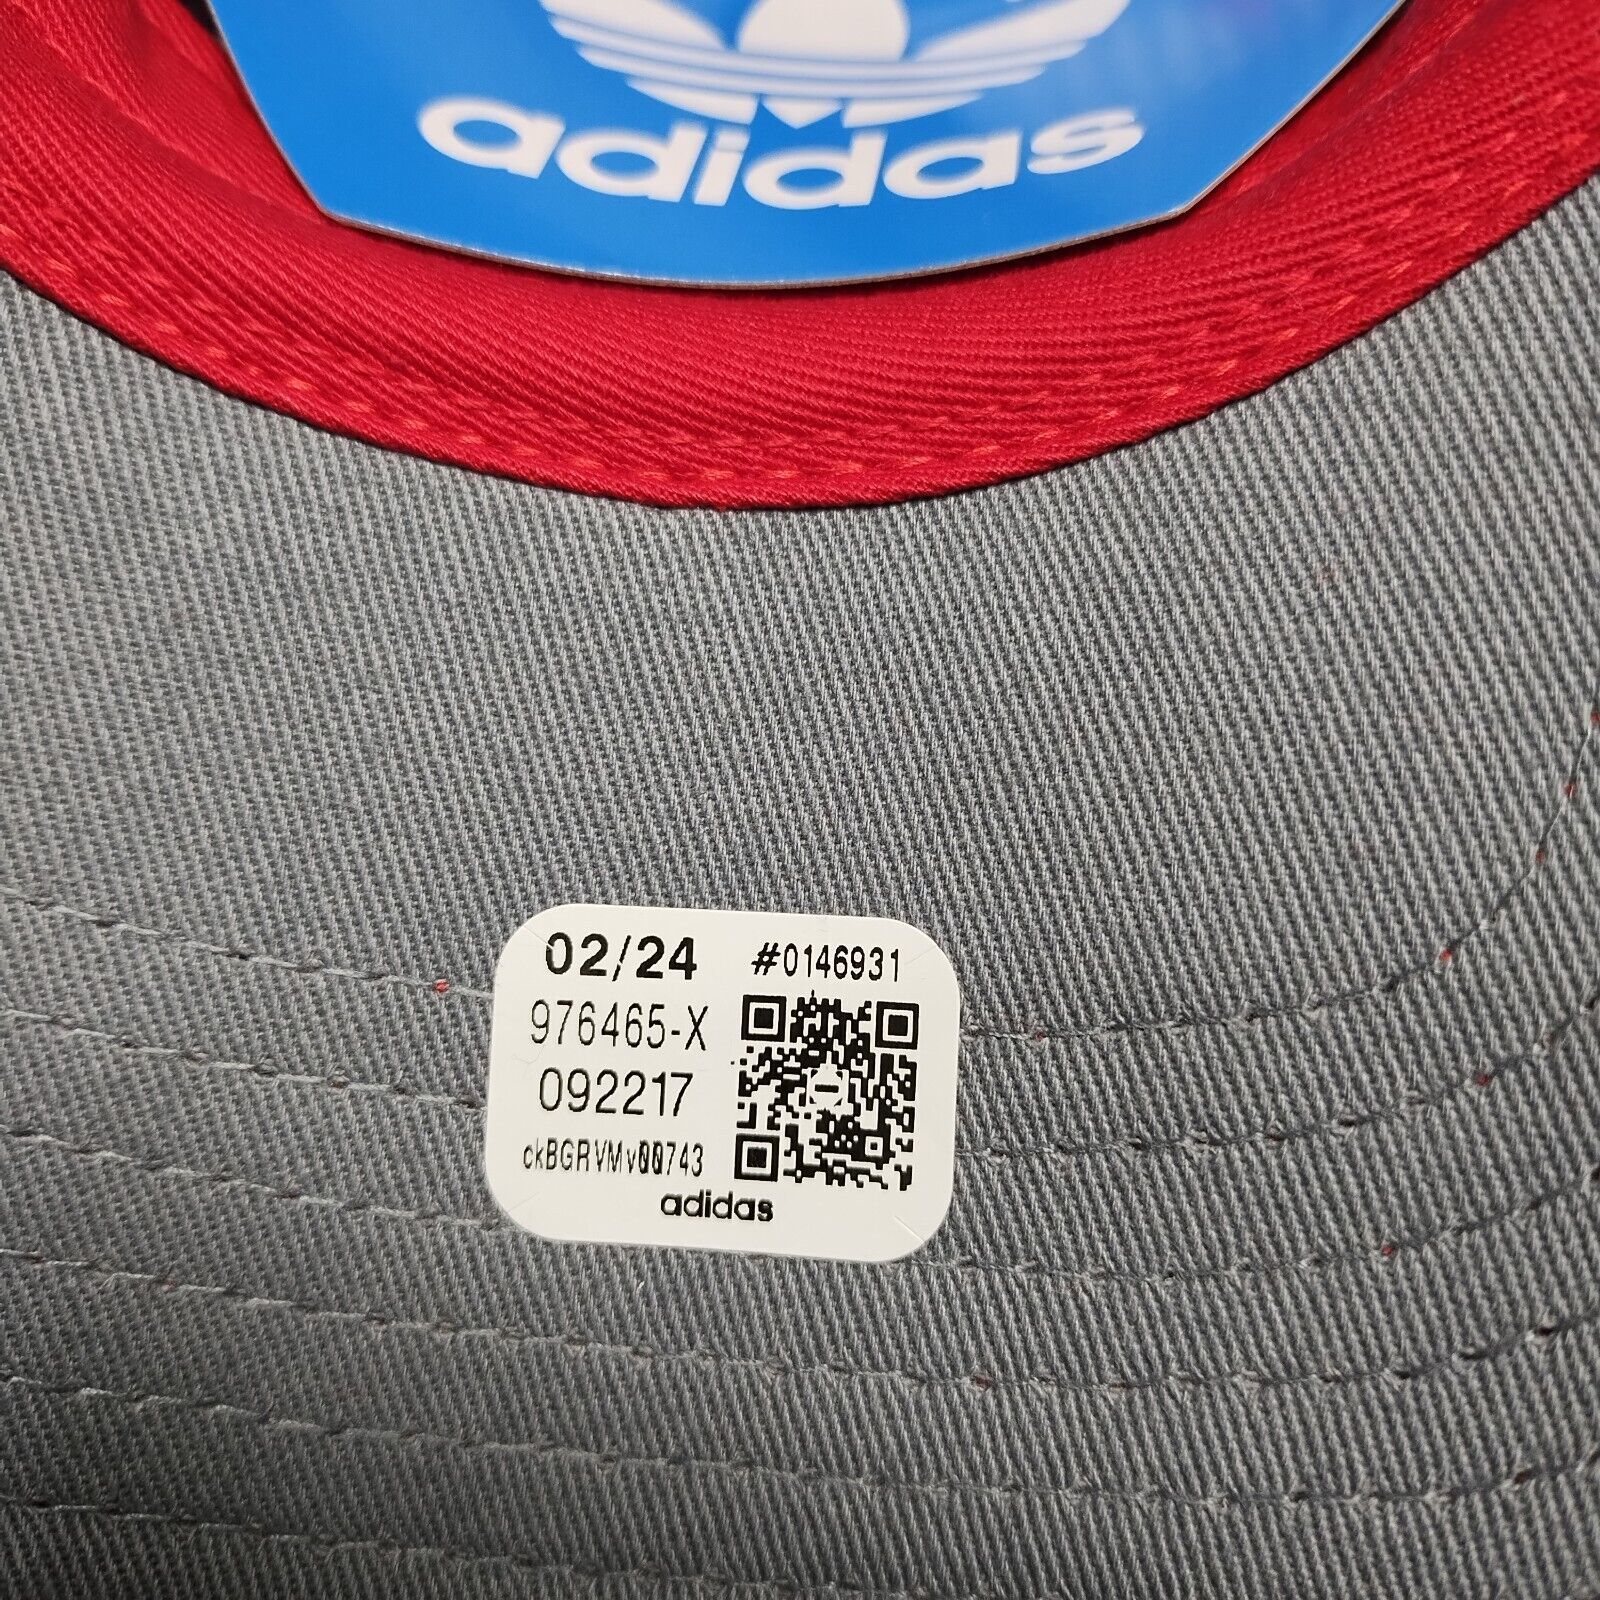 adidas
02/24 #0146931
976465-X
092217
ckBGRVMv00743
adidas